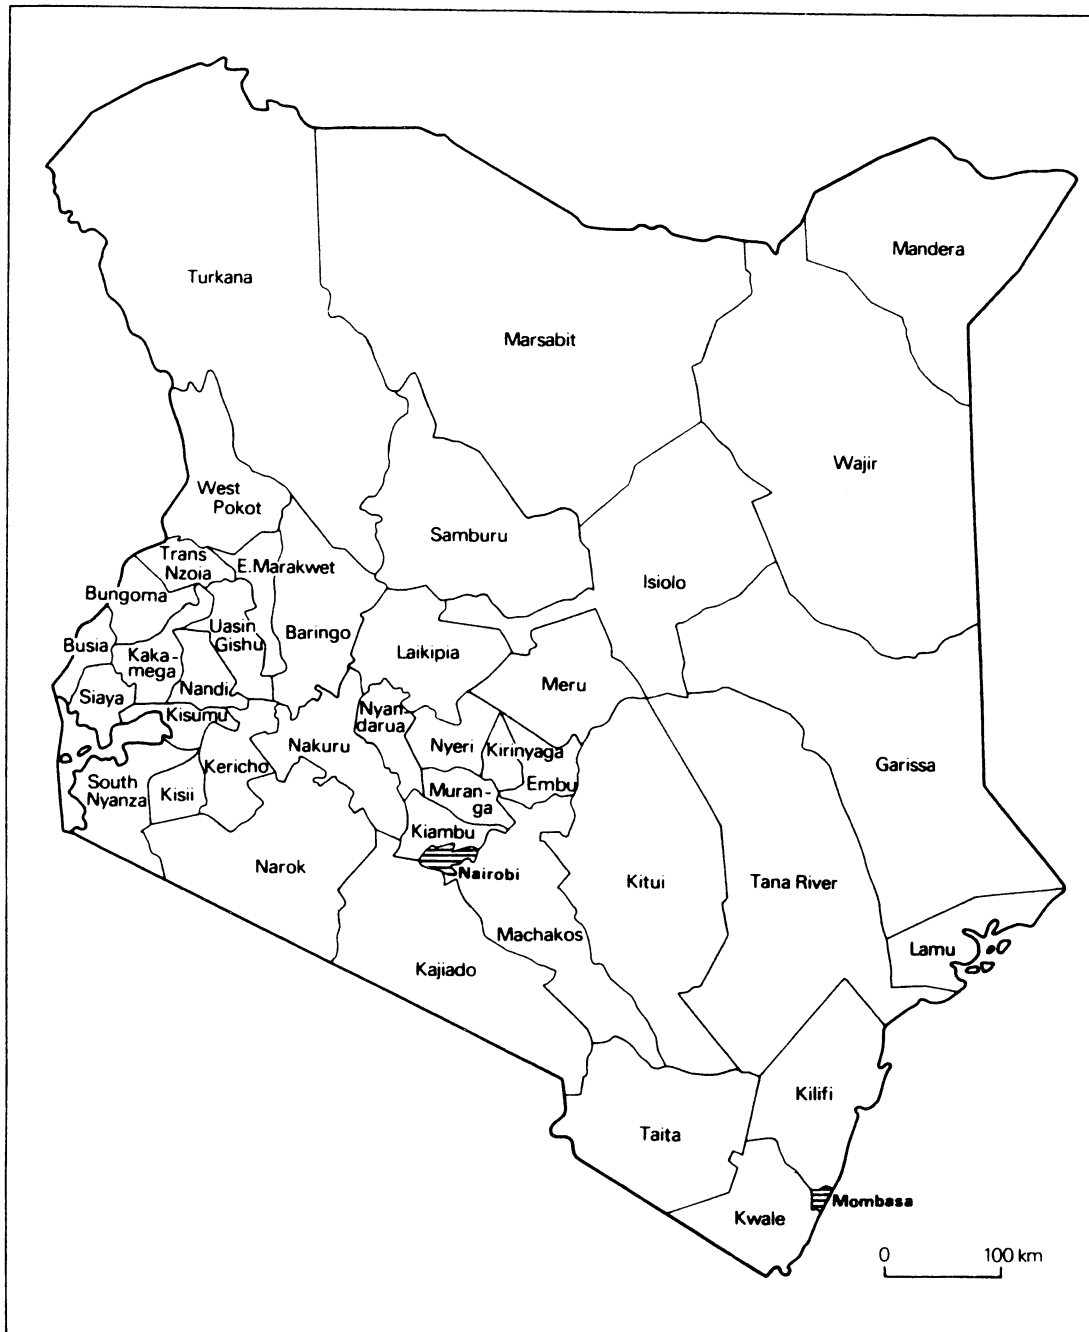 Mandera
Turkana
Marsabit
Wajir
West
Pokot
Samburu
Trans
Nzoia
E.Marakwet
Isiolo
Bungoma
Uasin
Gishu
Baringo
Busia
Kaka-
mega
Laikipia
Siaya
Nandi
Meru
Kisumu
Nyan
darua
Nakuru
Nyeri
Kirinyaga
Kericho
Garissa
South
Nyanza
Kisii
Embu
Muran-
ga
Kiambu
Narok
Nairobi
Kitui
Tana River
Machakos
Lamu
Kajiado
Kilifi
Taita
Mombasa
Kwale
0 100 km